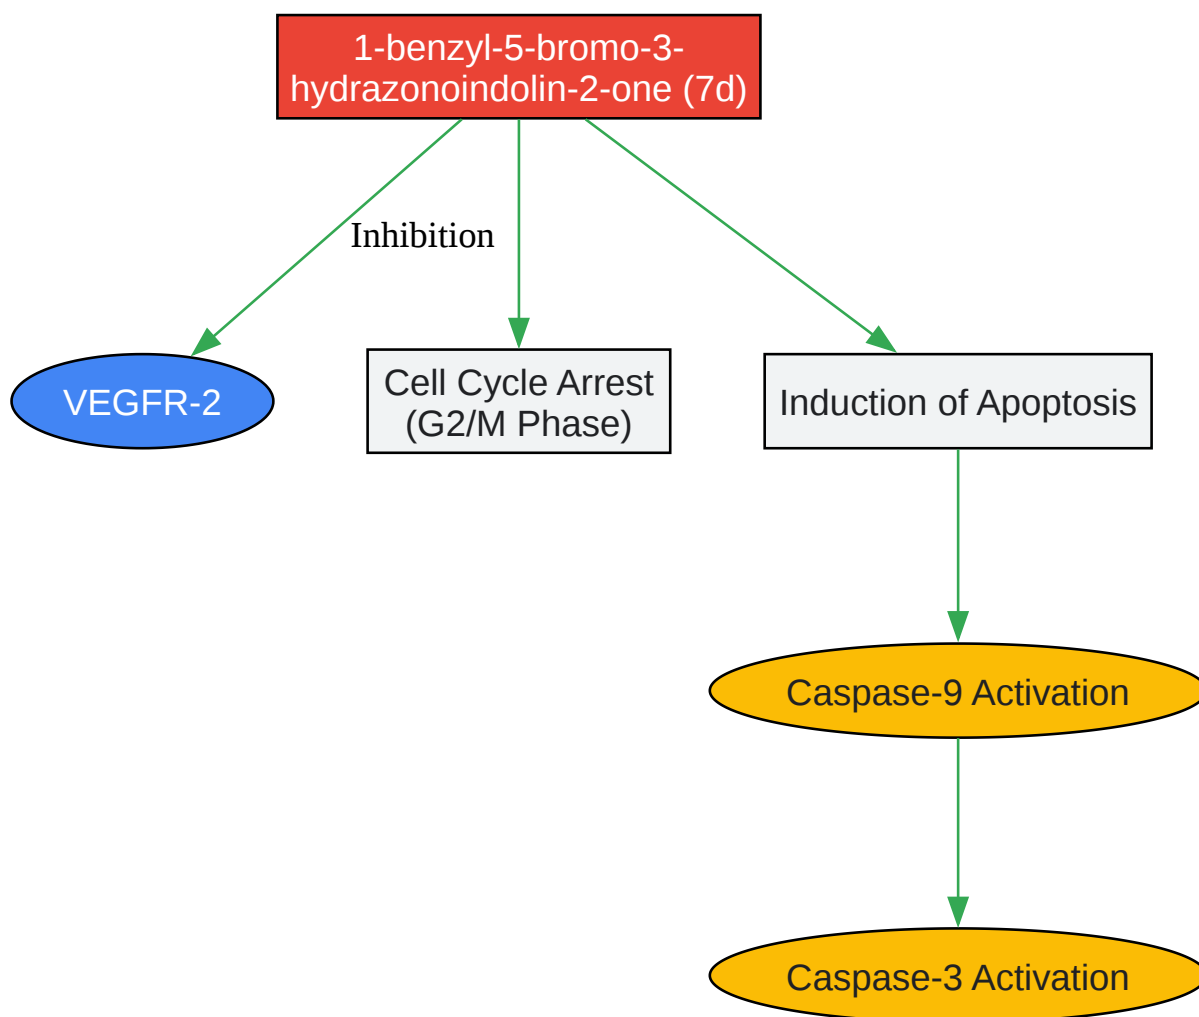 1-benzyl-5-bromo-3-
hydrazonoindolin-2-one (7d)
Inhibition
VEGFR-2
Cell Cycle Arrest
(G2/M Phase)
Induction of Apoptosis
Caspase-9 Activation
Caspase-3 Activation